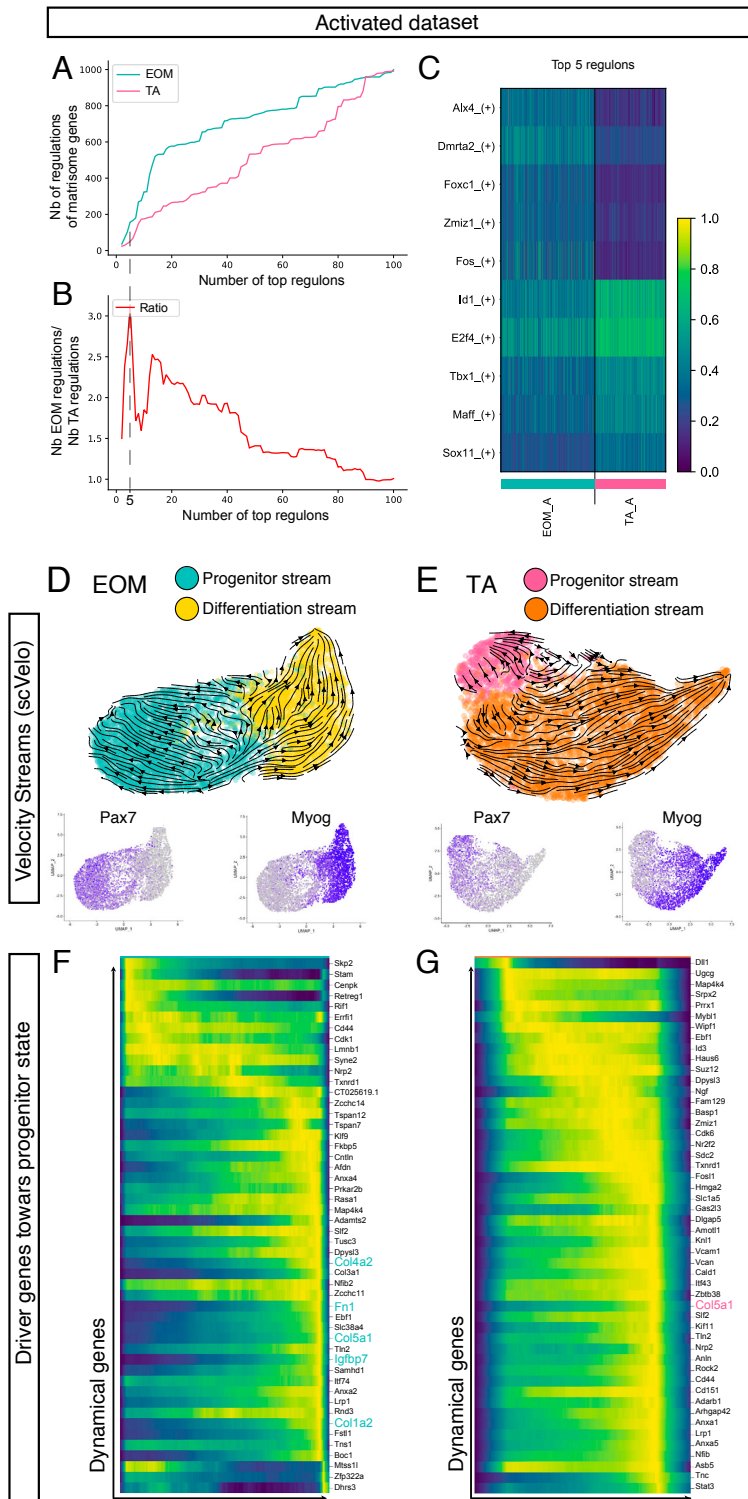 Activated dataset
A
EOM
TA
Nb of regulations
of matrisome genes
1000
800
600
400
200
0
0 20 40 60 80 100
Number of top regulons
B
Ratio
Nb EOM regulations/
Nb TA regulations
3.0
2.5
2.0
1.5
1.0
0 5 20 40 60 80 100
Number of top regulons
C
Top 5 regulons
Alx4_(+)
Dmrta2_(+)
Foxc1_(+)
Zmiz1_(+)
Fos_(+)
Id1_(+)
E2f4_(+)
Tbx1_(+)
Maff_(+)
Sox11_(+)
1.0
0.8
0.6
0.4
0.2
0.0
EOM_A
TA_A
Velocity Streams (scVelo)
D EOM
Progenitor stream
Differentiation stream
E TA
Progenitor stream
Differentiation stream
Pax7
Myog
Pax7
Myog
UMAP_1
UMAP_2
UMAP_1
UMAP_2
UMAP_1
UMAP_2
UMAP_1
UMAP_2
Driver genes towars progenitor state
F
Dynamical genes
Skp2
Stam
Cenpk
Retreg1
Rif1
Errfi1
Cd44
Cdk1
Lmnb1
Syne2
Nrp2
Txnrd1
CT025619.1
Zcchc14
Tspan12
Tspan7
Klf9
Fkbp5
Cntln
Afdn
Anxa4
Prkar2b
Rasa1
Map4k4
Adamts2
Slf2
Tusc3
Dpysl3
Col4a2
Col3a1
Nfib2
Zcchc11
Fn1
Ebf1
Slc38a4
Col5a1
Tln2
Igfbp7
Samhd1
Itf74
Anxa2
Lrp1
Rnd3
Col1a2
Fstl1
Tns1
Boc1
Mtss1l
Zfp322a
Dhrs3
G
Dynamical genes
Dll1
Ugcg
Map4k4
Srpx2
Prrx1
Mybl1
Wipf1
Ebf1
Id3
Haus6
Suz12
Dpysl3
Ngf
Fam129
Basp1
Zmiz1
Cdk6
Nr2f2
Sdc2
Txnrd1
Fosl1
Hmga2
Slc1a5
Gas2l3
Dlgap5
Amotl1
Knl1
Vcam1
Vcan
Cald1
Itf43
Zbtb38
Col5a1
Slf2
Kif11
Tln2
Nrp2
Anln
Rock2
Cd44
Cd151
Adarb1
Arhgap42
Anxa1
Lrp1
Anxa5
Nfib
Asb5
Tnc
Stat3